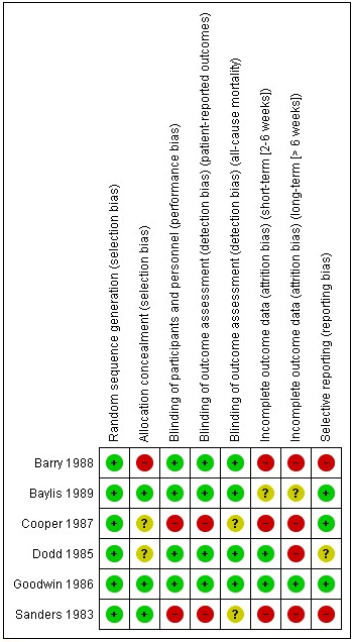 Random sequence generation (selection bias)
Allocation concealment (selection bias)
Blinding of participants and personnel (performance bias)
Blinding of outcome assessment (detection bias) (patient-reported outcomes)
Blinding of outcome assessment (detection bias) (all-cause mortality)
Incomplete outcome data (attrition bias) (short-term [2-6 weeks])
Incomplete outcome data (attrition bias) (long-term [> 6 weeks])
Selective reporting (reporting bias)
Barry 1988 + - + + + - - -
Baylis 1989 + + + + + ? ? +
Cooper 1987 + ? - - ? - - +
Dodd 1985 + ? + + + + - ?
Goodwin 1986 + + + + + + + +
Sanders 1983 + + - - ? - - -